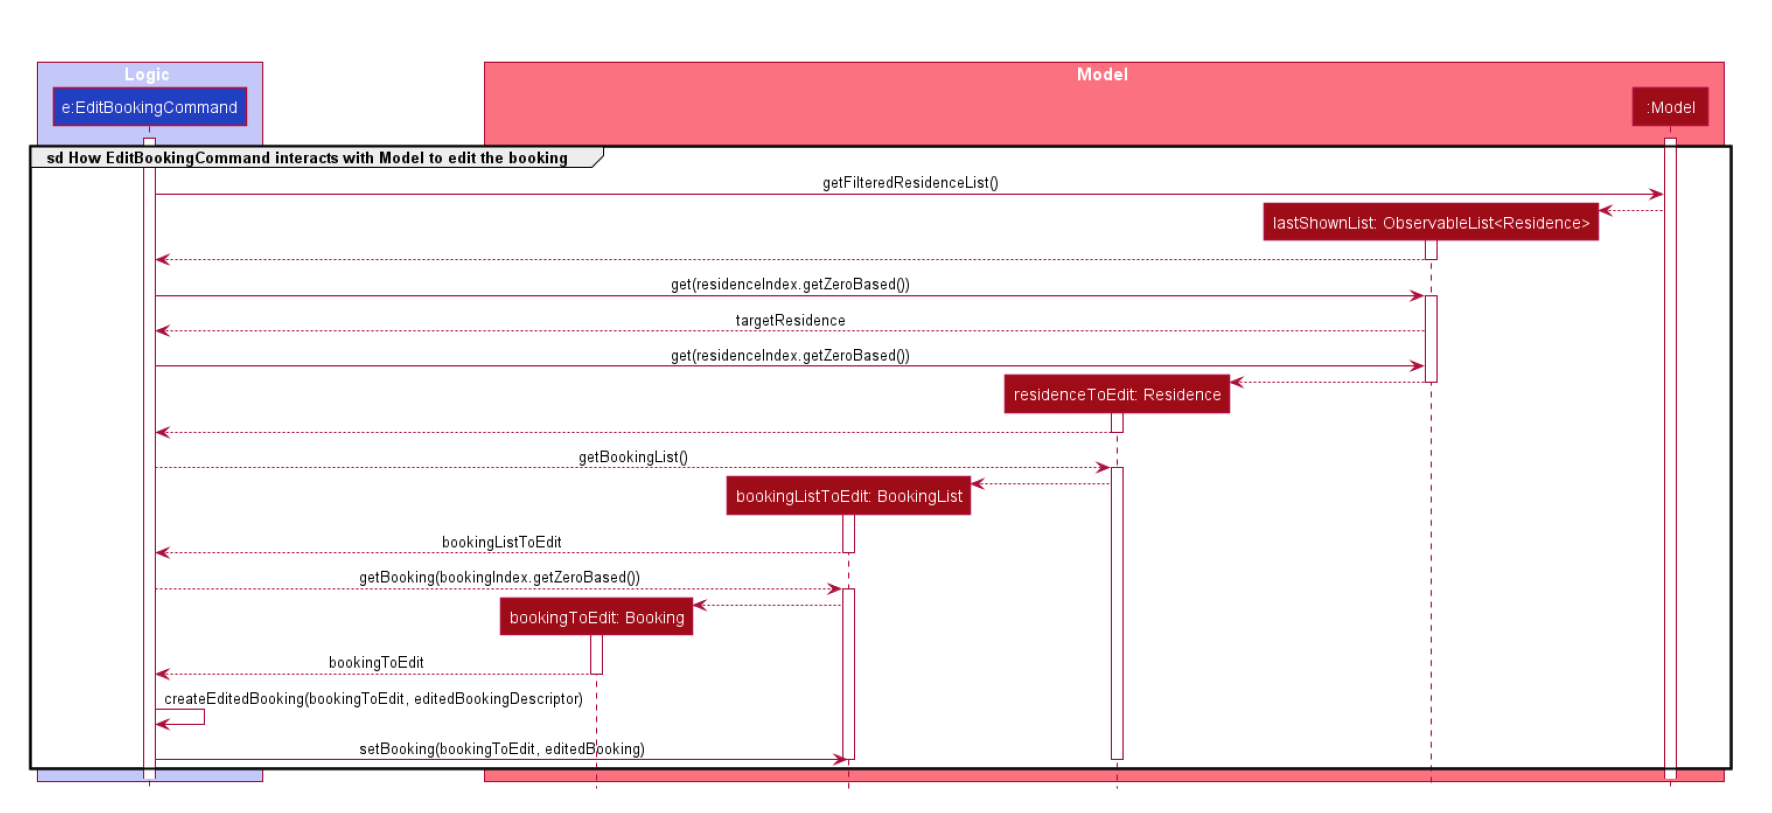 Logic
Model
e:EditBookingCommand
:Model
sd How EditBookingCommand interacts with Model to edit the booking
getFilteredResidenceList()
lastShownList: ObservableList<Residence>
get(residenceIndex.getZeroBased())
targetResidence
get(residenceIndex.getZeroBased())
residenceToEdit: Residence
getBookingList()
bookingListToEdit: BookingList
bookingListToEdit
getBooking(bookingIndex.getZeroBased())
bookingToEdit: Booking
bookingToEdit
createEditedBooking(bookingToEdit, editedBookingDescriptor)
setBooking(bookingToEdit, editedBooking)